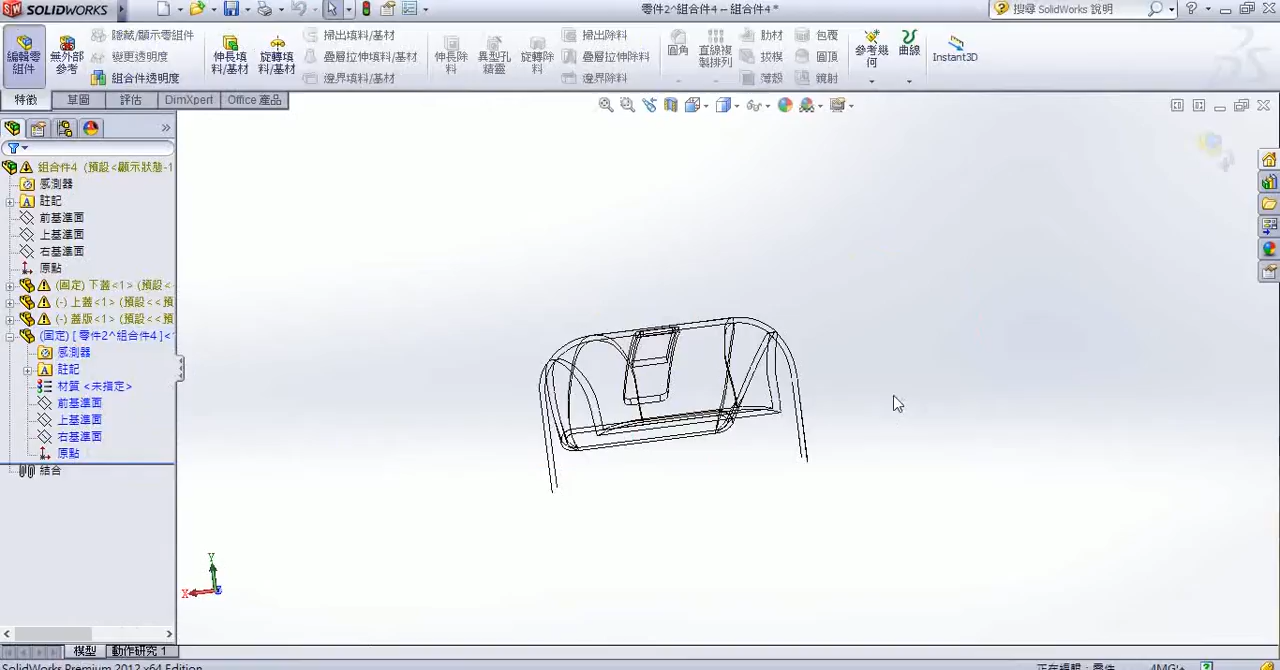 SOLIDWORKS
零件2^組合件4 – 組合件4 *
搜尋 SolidWorks 說明
編輯零組件
無外部參考
隱藏/顯示零組件
變更透明度
組合件透明度
伸長填料/基材
旋轉填料/基材
掃出填料/基材
疊層拉伸填料/基材
邊界填料/基材
伸長除料
異型孔精靈
旋轉除料
掃出除料
疊層拉伸除料
邊界除料
圓角
直線複製排列
肋材
拔模
薄殼
包覆
圓頂
鏡射
參考幾何
曲線
Instant3D
特徵
草圖
評估
DimXpert
Office 產品
組合件4 (預設<顯示狀態-1
感測器
註記
前基準面
上基準面
右基準面
原點
(固定) 下蓋<1> (預設<
(-) 上蓋<1> (預設<<預
(-) 蓋版<1> (預設<<預
(固定) [ 零件2^組合件4 ]<
感測器
註記
材質 <未指定>
前基準面
上基準面
右基準面
原點
結合
Y
X
模型
動作研究 1
SolidWorks Premium 2012 x64 Edition
正在編輯 : 零件